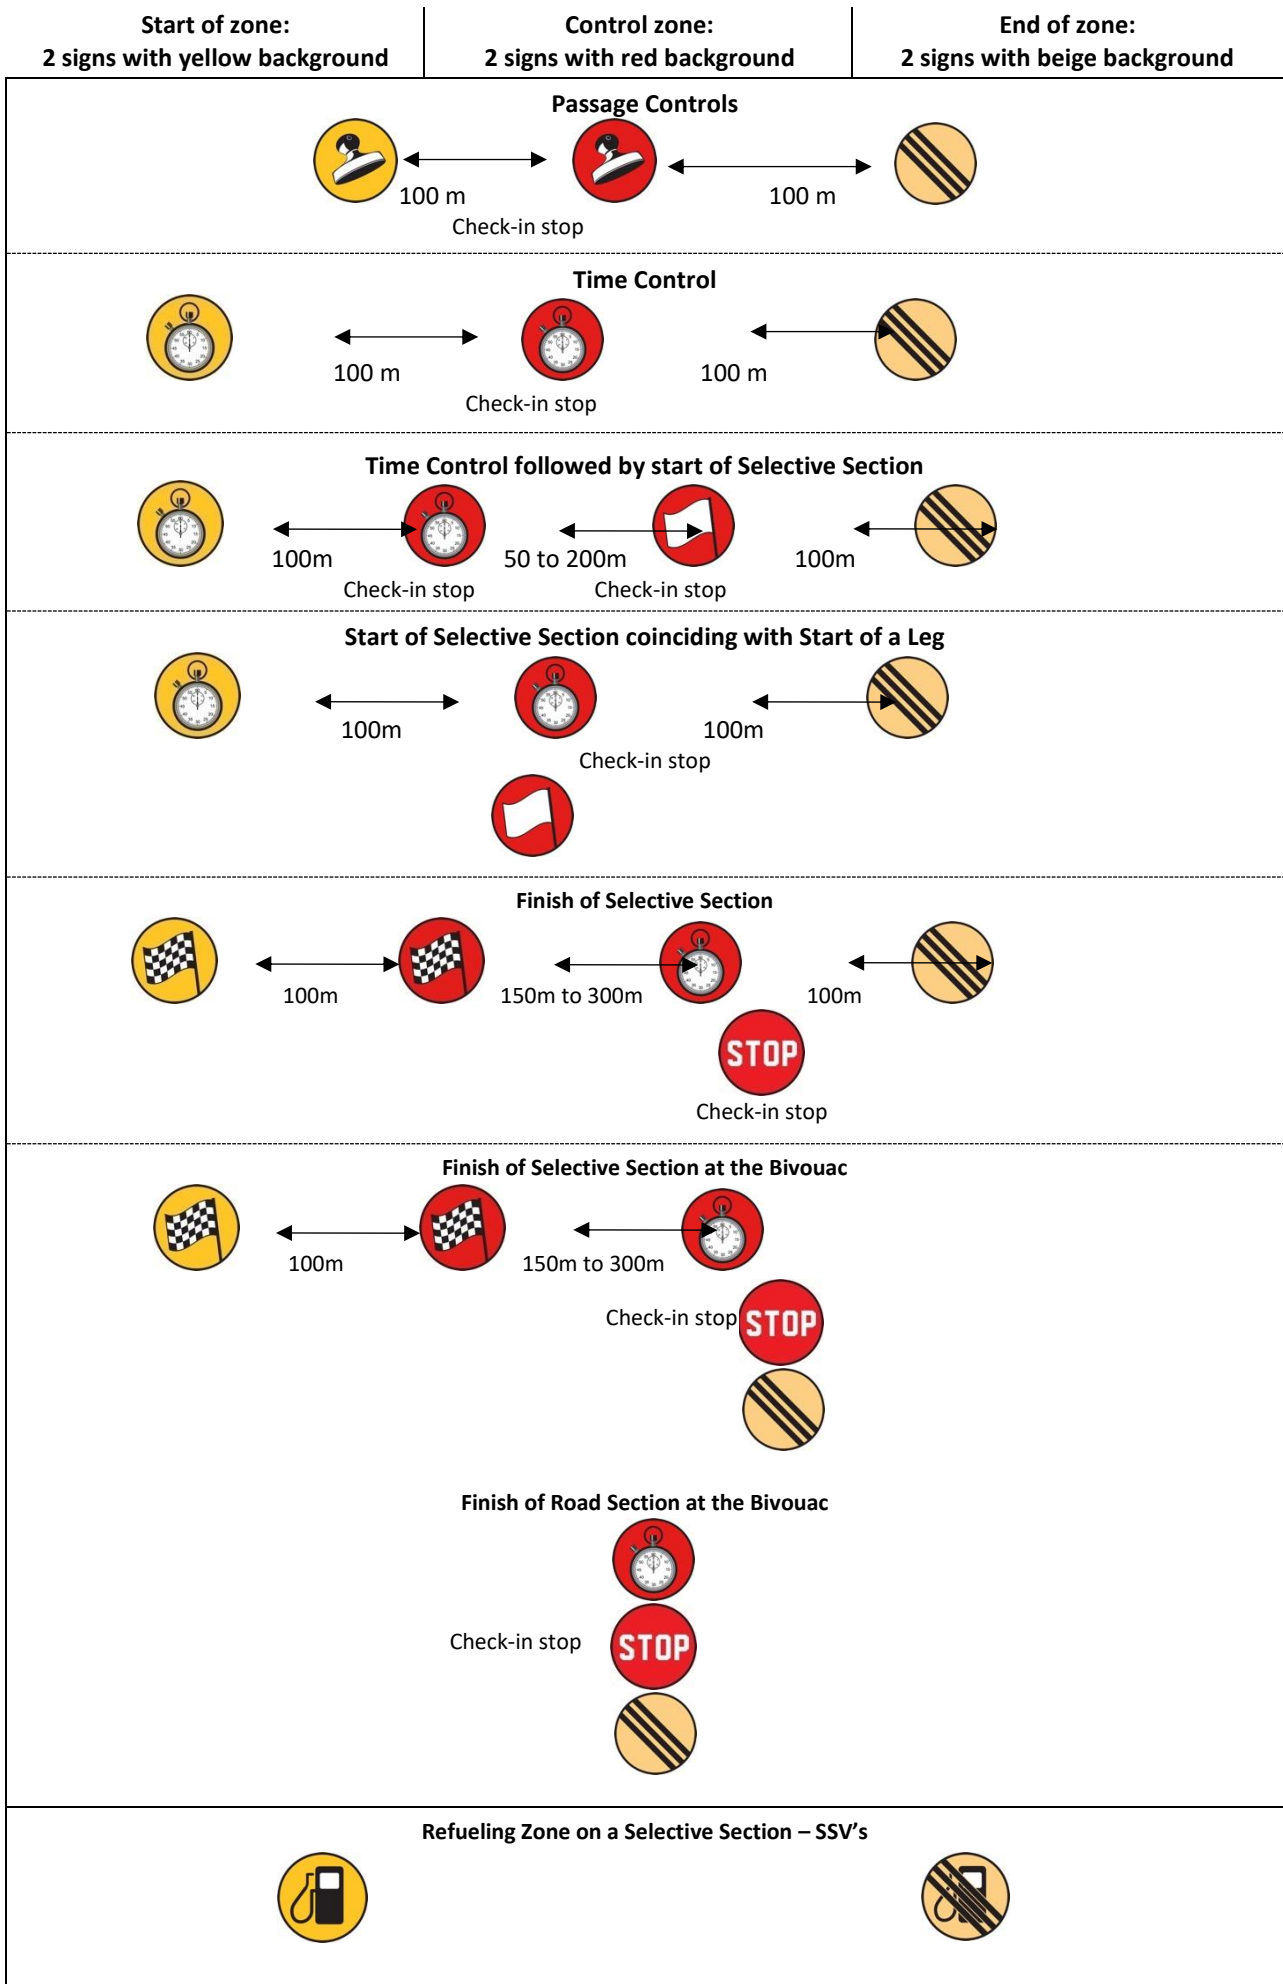 Start of zone:
2 signs with yellow background
Control zone:
2 signs with red background
End of zone:
2 signs with beige background
Passage Controls
100 m
100 m
Check-in stop
Time Control
100 m
100 m
Check-in stop
Time Control followed by start of Selective Section
100m
50 to 200m
100m
Check-in stop
Check-in stop
Start of Selective Section coinciding with Start of a Leg
100m
100m
Check-in stop
Finish of Selective Section
100m
150m to 300m
100m
STOP
Check-in stop
Finish of Selective Section at the Bivouac
100m
150m to 300m
Check-in stop
STOP
Finish of Road Section at the Bivouac
Check-in stop
STOP
Refueling Zone on a Selective Section – SSV's